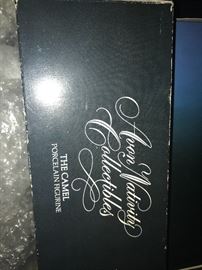 Avon Nativity
Collectibles
THE CAMEL
PORCELAIN FIGURINE